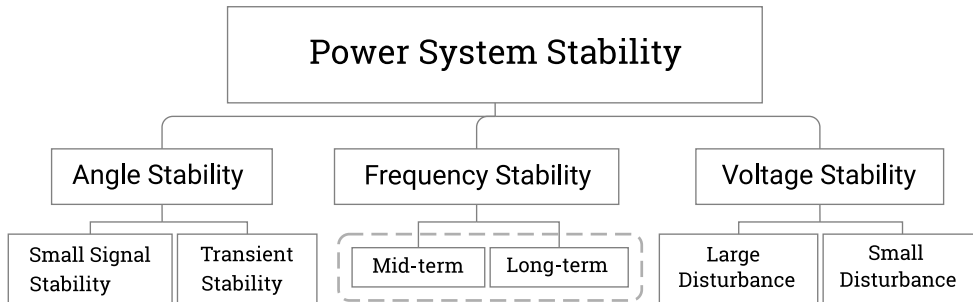 Power System Stability
Angle Stability
Frequency Stability
Voltage Stability
Small Signal
Stability
Transient
Stability
Mid-term
Long-term
Large
Disturbance
Small
Disturbance